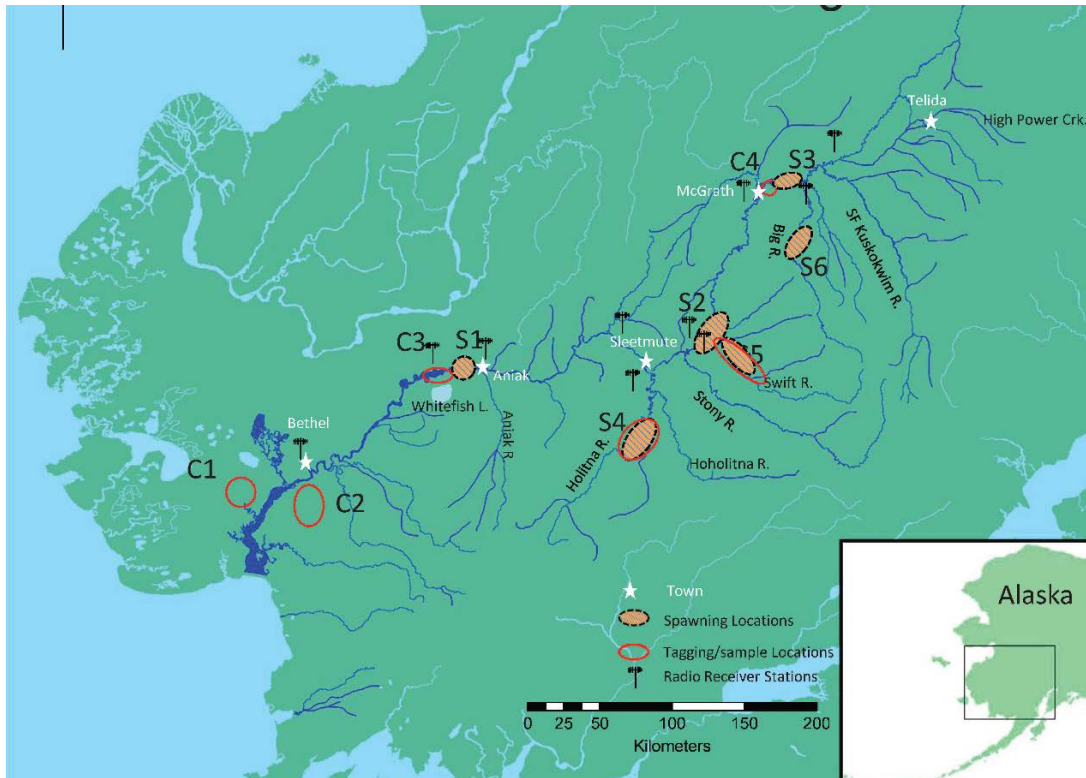 Telida
High Power Crk.
C4
S3
McGrath
Big R.
SF Kuskokwim R.
S6
S2
C3
S1
Sleetmute
Aniak
Swift R.
Whitefish L.
Stony R.
Aniak R
Bethel
S4
C1
Holitna R.
Hoholitna R.
C2
Alaska
Town
Spawning Locations
Tagging/sample Locations
Radio Receiver Stations
0 25 50 100 150 200
Kilometers